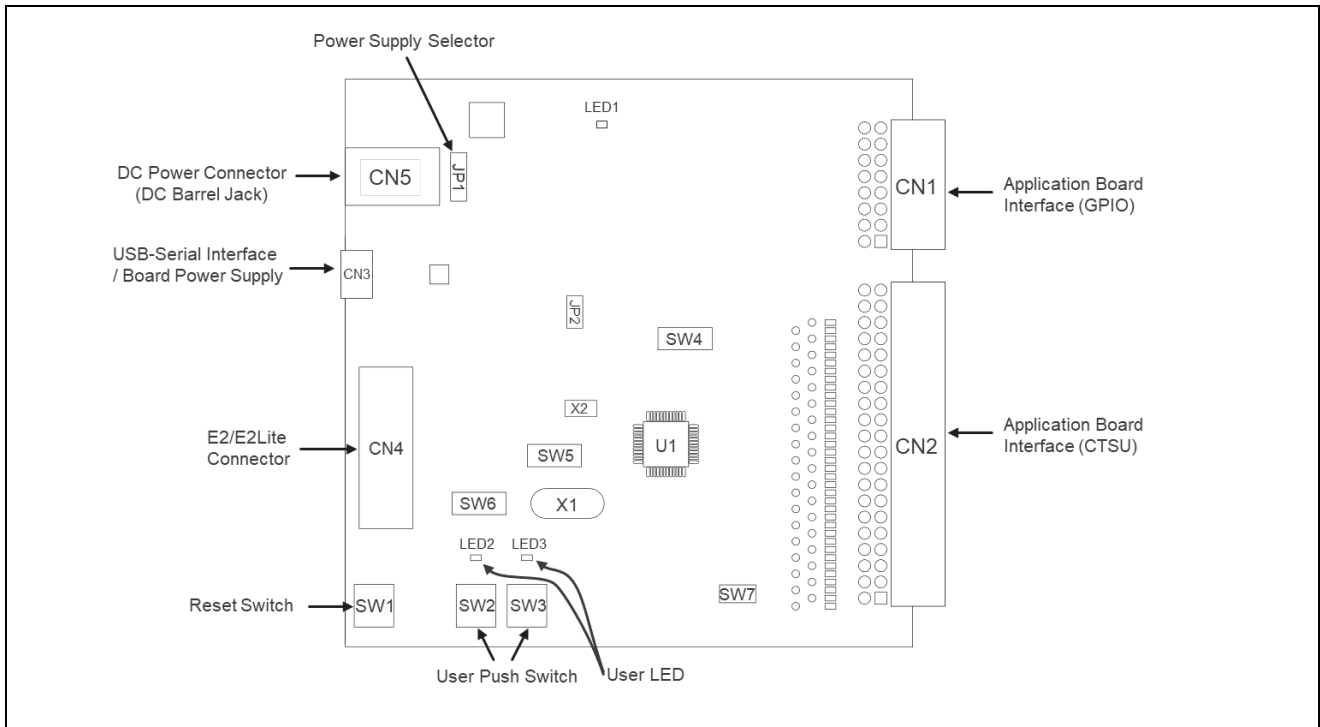 Power Supply Selector
LED1
DC Power Connector
(DC Barrel Jack)
CN5
JP1
CN1
Application Board
Interface (GPIO)
USB-Serial Interface
/ Board Power Supply
CN3
JP2
SW4
X2
E2/E2Lite
Connector
CN4
SW5
U1
CN2
Application Board
Interface (CTSU)
SW6
X1
LED2
LED3
Reset Switch
SW1
SW2
SW3
SW7
User Push Switch
User LED